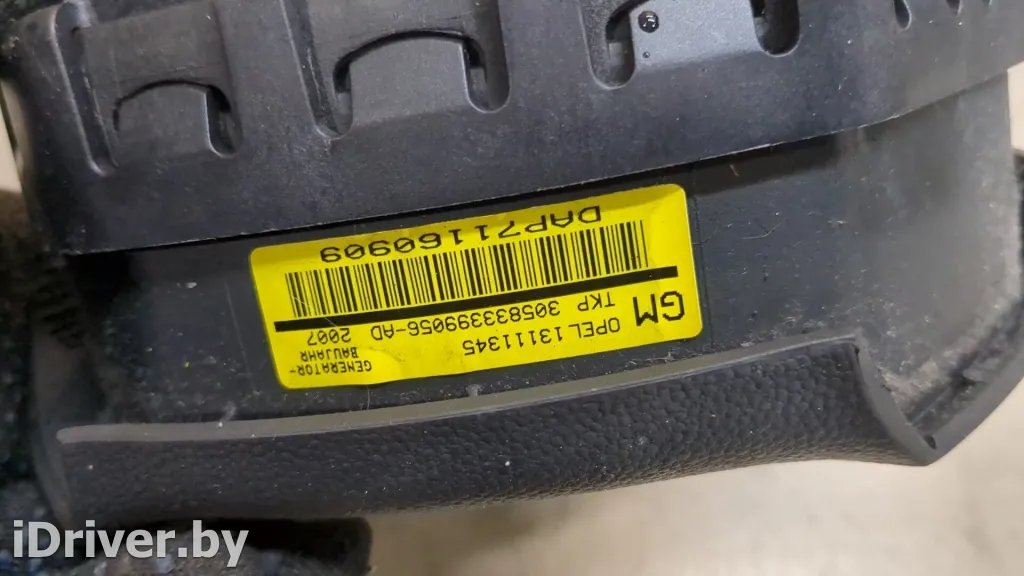 GM
OPEL 13111345
TKP 305833399056-AD
GENERATOR-
BAUJAHR
2007
DAP71160909
iDriver.by